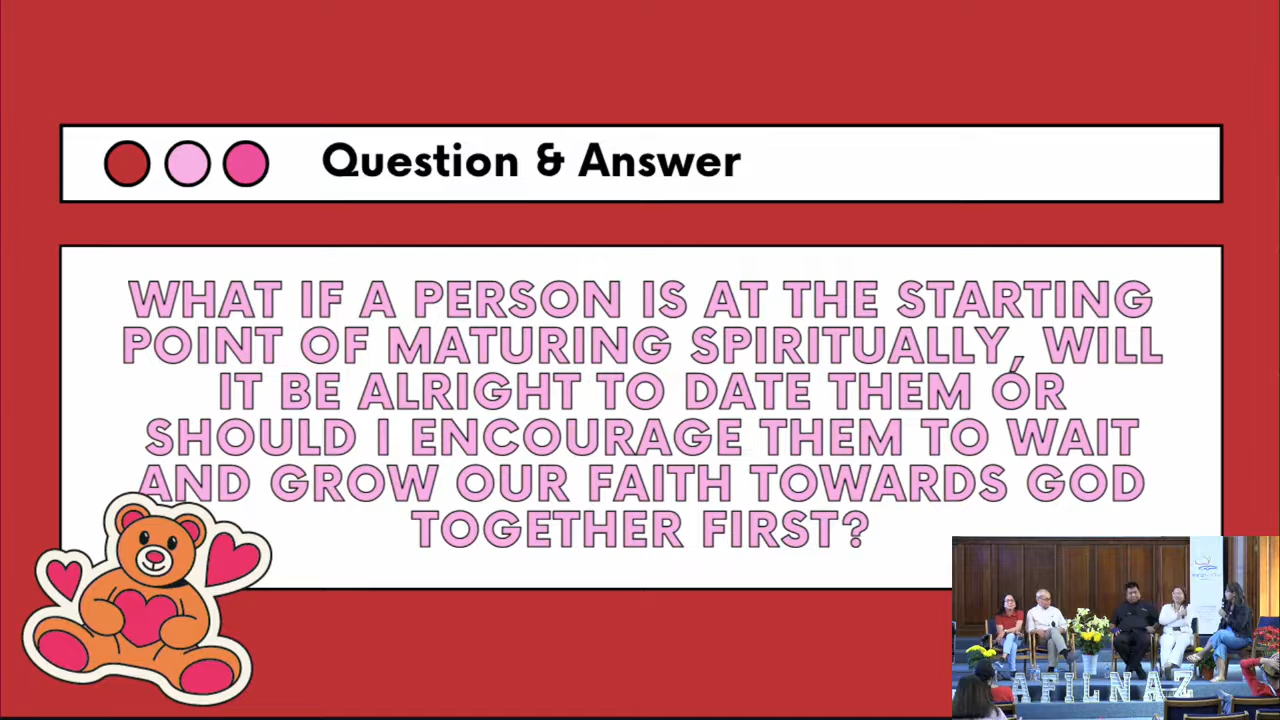 Question & Answer
WHAT IF A PERSON IS AT THE STARTING
POINT OF MATURING SPIRITUALLY, WILL
IT BE ALRIGHT TO DATE THEM OR
SHOULD I ENCOURAGE THEM TO WAIT
AND GROW OUR FAITH TOWARDS GOD
TOGETHER FIRST?
AFILNAZ